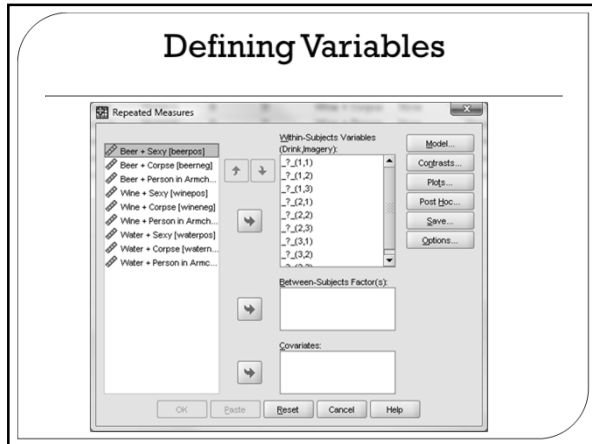 Defining Variables
Repeated Measures
Beer + Sexy [beerpos]
Beer + Corpse [beerneg]
Beer + Person in Armch...
Wine + Sexy [winepos]
Wine + Corpse [wineneg]
Wine + Person in Armch...
Water + Sexy [waterpos]
Water + Corpse [watern...
Water + Person in Armc...
Within-Subjects Variables
(Drink,Imagery):
_?_(1,1)
_?_(1,2)
_?_(1,3)
_?_(2,1)
_?_(2,2)
_?_(2,3)
_?_(3,1)
_?_(3,2)
Model...
Contrasts...
Plots...
Post Hoc...
Save...
Options...
Between-Subjects Factor(s):
Covariates:
OK
Paste
Reset
Cancel
Help